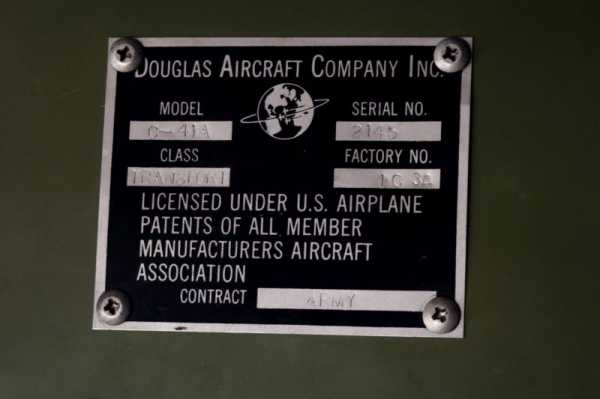 DOUGLAS AIRCRAFT COMPANY INC.
MODEL SERIAL NO.
C-41A 2145
CLASS FACTORY NO.
TRANSPORT
LICENSED UNDER U.S. AIRPLANE
PATENTS OF ALL MEMBER
MANUFACTURERS AIRCRAFT
ASSOCIATION
CONTRACT ARMY